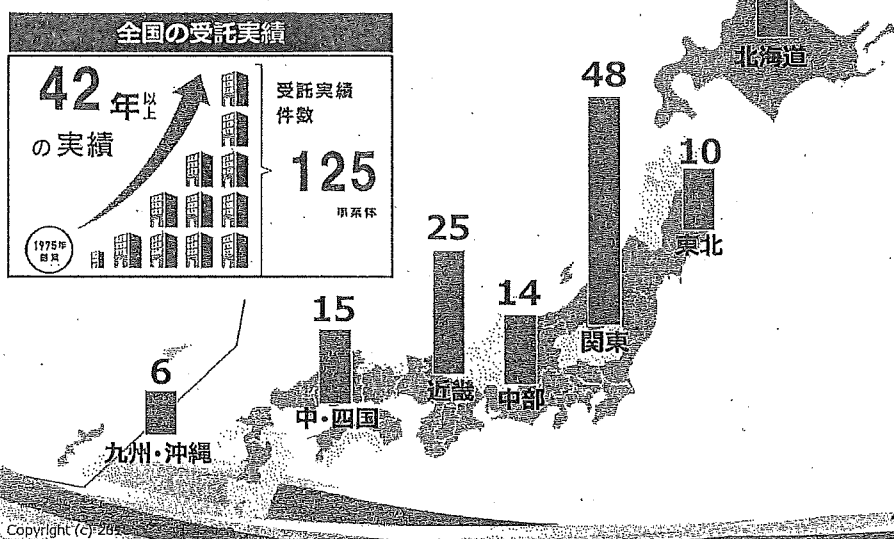 全国の受託実績
42年以上
の実績
受託実績
件数
125
1975年
北海道
48
10
東北
25
14
関東
15
近畿
中部
6
中・四国
九州・沖縄
Copyright (c)